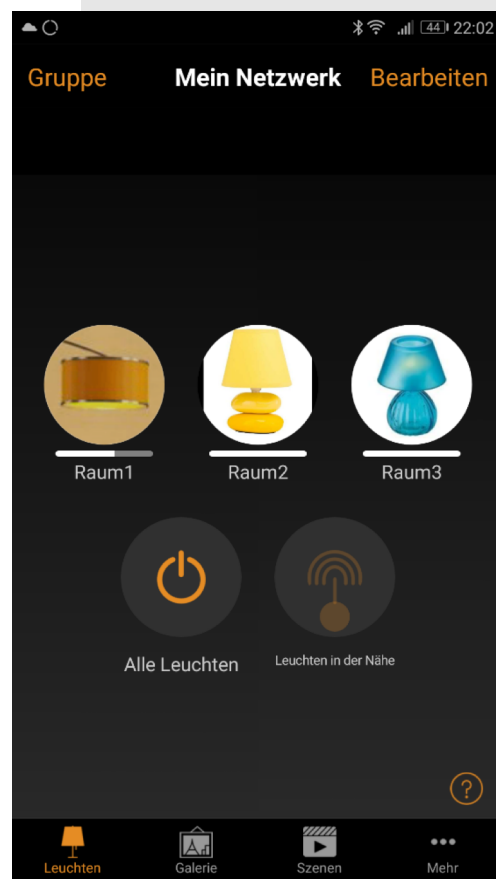 44 22:02
Gruppe Mein Netzwerk Bearbeiten
Raum1 Raum2 Raum3
Alle Leuchten Leuchten in der Nähe
?
Leuchten Galerie Szenen Mehr